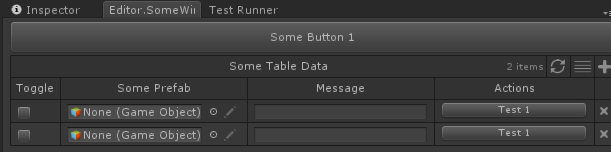 Inspector Editor.SomeWi Test Runner
Some Button 1
Some Table Data 2 items
Toggle Some Prefab Message Actions
None (Game Object) Test 1
None (Game Object) Test 1